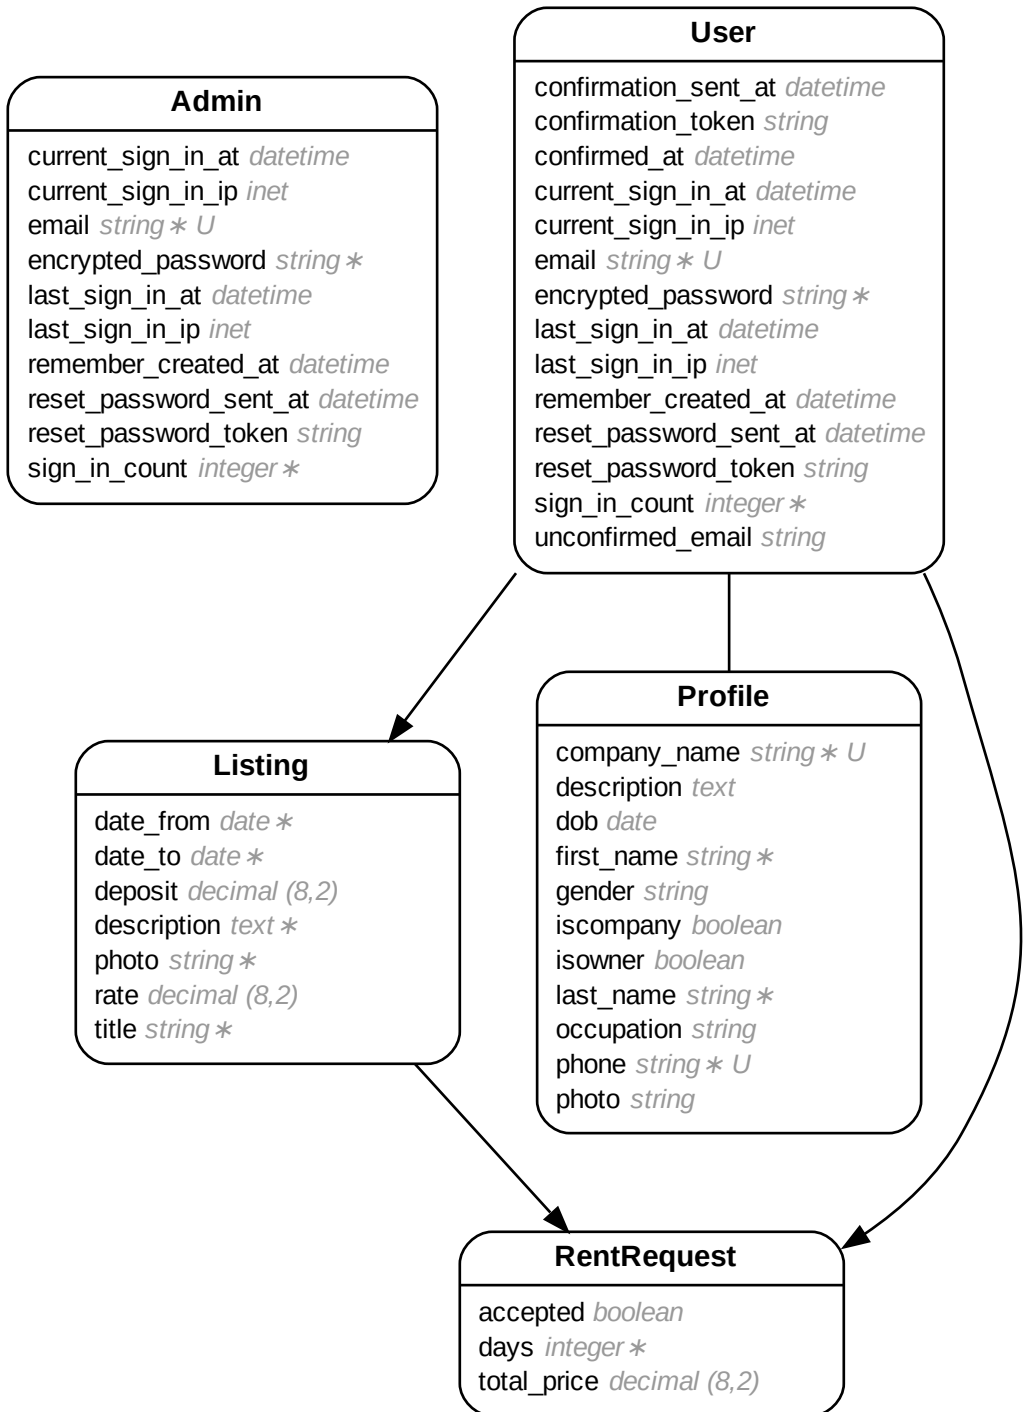 User
confirmation_sent_at datetime
confirmation_token string
confirmed_at datetime
current_sign_in_at datetime
current_sign_in_ip inet
email string ∗ U
encrypted_password string ∗
last_sign_in_at datetime
last_sign_in_ip inet
remember_created_at datetime
reset_password_sent_at datetime
reset_password_token string
sign_in_count integer ∗
unconfirmed_email string
Admin
current_sign_in_at datetime
current_sign_in_ip inet
email string ∗ U
encrypted_password string ∗
last_sign_in_at datetime
last_sign_in_ip inet
remember_created_at datetime
reset_password_sent_at datetime
reset_password_token string
sign_in_count integer ∗
Profile
company_name string ∗ U
description text
dob date
first_name string ∗
gender string
iscompany boolean
isowner boolean
last_name string ∗
occupation string
phone string ∗ U
photo string
Listing
date_from date ∗
date_to date ∗
deposit decimal (8,2)
description text ∗
photo string ∗
rate decimal (8,2)
title string ∗
RentRequest
accepted boolean
days integer ∗
total_price decimal (8,2)